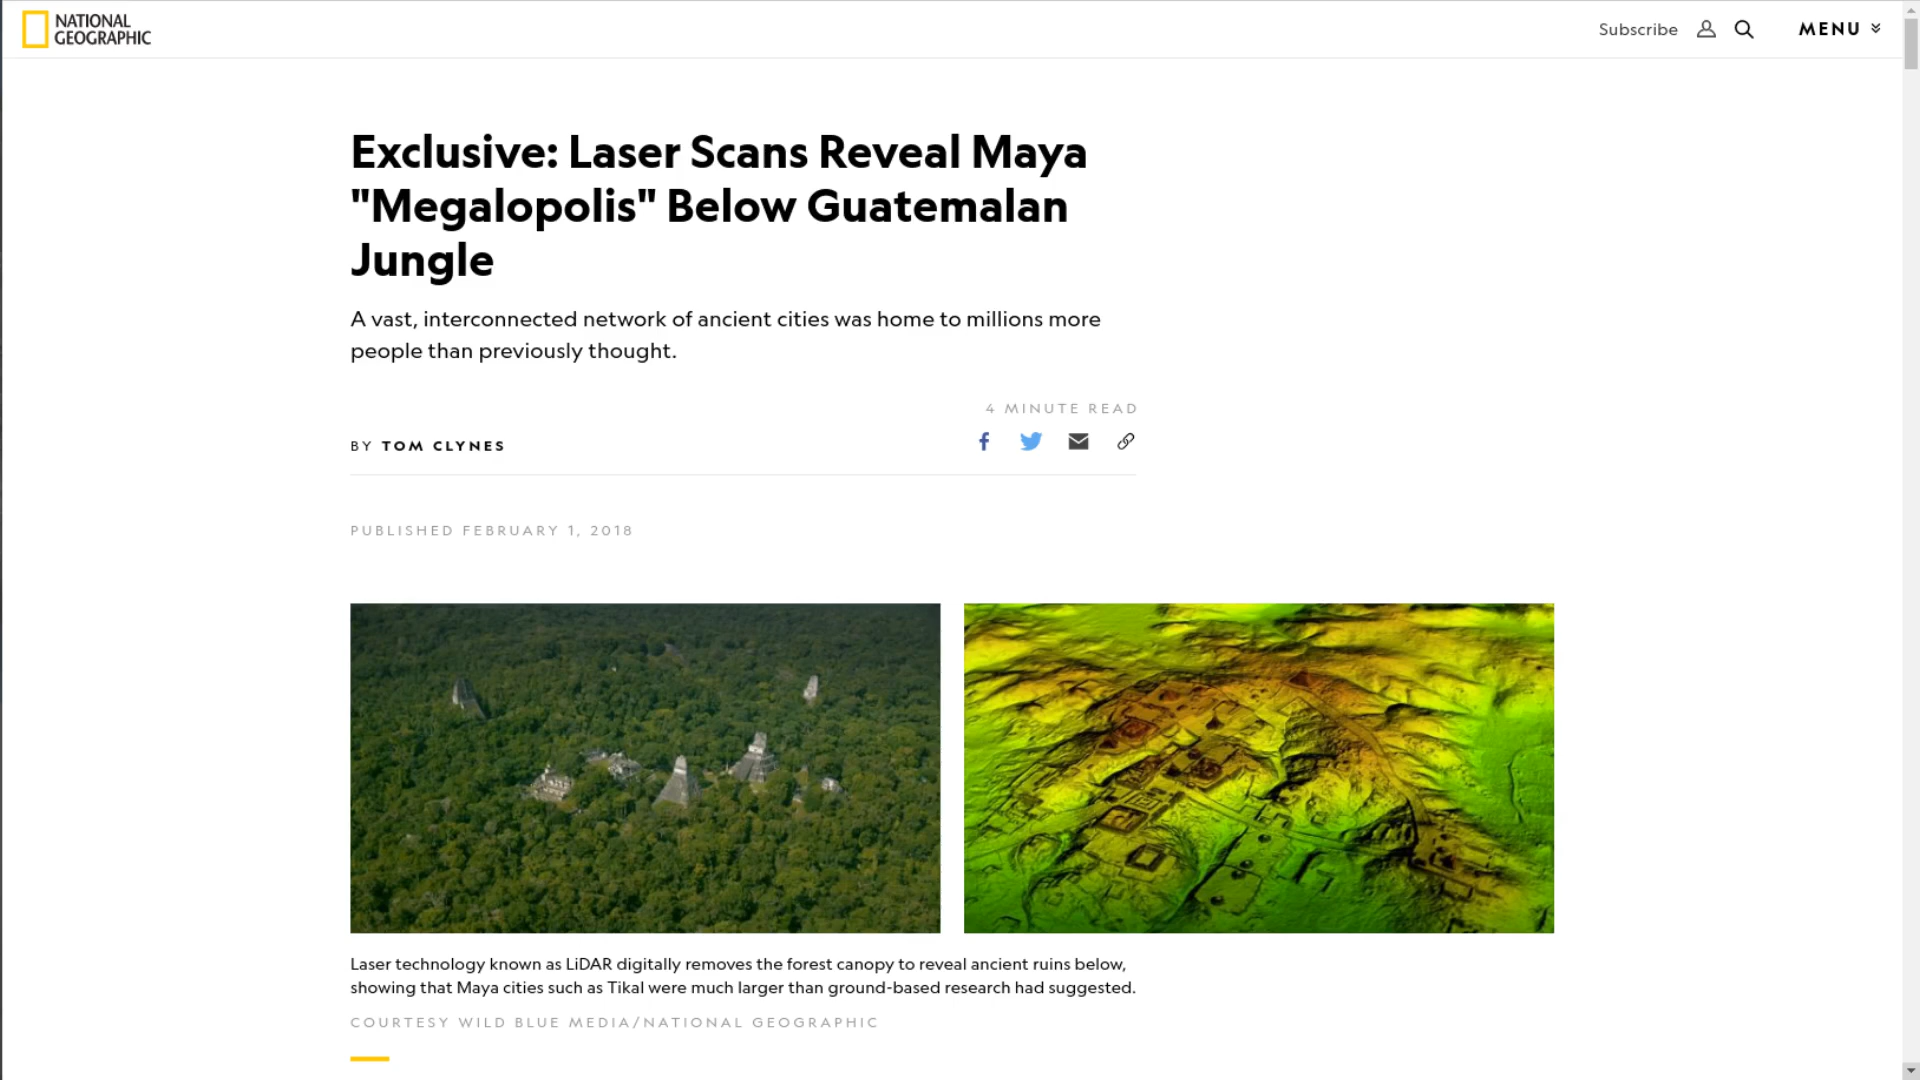 NATIONAL
GEOGRAPHIC
Subscribe
MENU
Exclusive: Laser Scans Reveal Maya
"Megalopolis" Below Guatemalan
Jungle
A vast, interconnected network of ancient cities was home to millions more
people than previously thought.
4 MINUTE READ
BY TOM CLYNES
PUBLISHED FEBRUARY 1, 2018
Laser technology known as LiDAR digitally removes the forest canopy to reveal ancient ruins below,
showing that Maya cities such as Tikal were much larger than ground-based research had suggested.
COURTESY WILD BLUE MEDIA/NATIONAL GEOGRAPHIC